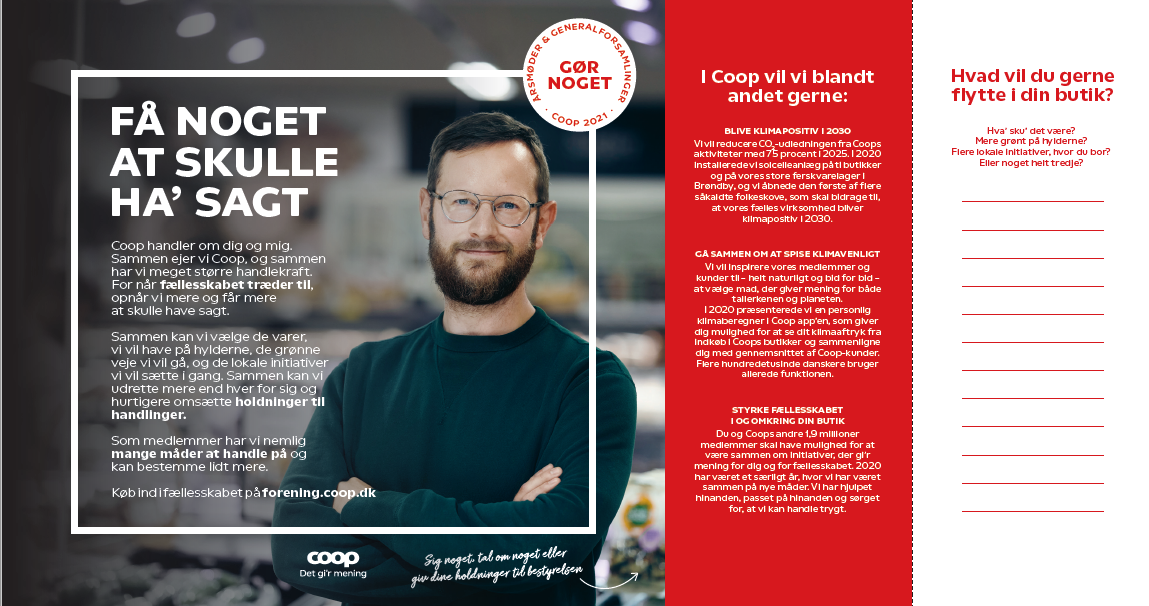 ÅRSMØDER & GENERALFORSAMLINGER
GØR
NOGET
· COOP 2021 ·
FÅ NOGET
AT SKULLE
HA' SAGT
Coop handler om dig og mig.
Sammen ejer vi Coop, og sammen
har vi meget større handlekraft.
For når fællesskabet træder til,
opnår vi mere og får mere
at skulle have sagt.
Sammen kan vi vælge de varer,
vi vil have på hylderne, de grønne
veje vi vil gå, og de lokale initiativer
vi vil sætte i gang. Sammen kan vi
udrette mere end hver for sig og
hurtigere omsætte holdninger til
handlinger.
Som medlemmer har vi nemlig
mange måder at handle på og
kan bestemme lidt mere.
Køb ind i fællesskabet på forening.coop.dk
coop
Det gi'r mening
Sig noget, tal om noget eller
giv dine holdninger til bestyrelsen
I Coop vil vi blandt
andet gerne:
BLIVE KLIMAPOSITIV I 2030
Vi vil reducere CO₂-udledningen fra Coops
aktiviteter med 75 procent i 2025. I 2020
installerede vi solcelleanlæg på ti butikker
og på vores store ferskvarelager i
Brøndby, og vi åbnede den første af flere
såkaldte folkeskove, som skal bidrage til,
at vores fælles virksomhed bliver
klimapositiv i 2030.
GÅ SAMMEN OM AT SPISE KLIMAVENLIGT
Vi vil inspirere vores medlemmer og
kunder til – helt naturligt og bid for bid –
at vælge mad, der giver mening for både
tallerkenen og planeten.
I 2020 præsenterede vi en personlig
klimaberegner i Coop app'en, som giver
dig mulighed for at se dit klimaaftryk fra
indkøb i Coops butikker og sammenligne
dig med gennemsnittet af Coop-kunder.
Flere hundredetusinde danskere bruger
allerede funktionen.
STYRKE FÆLLESSKABET
I OG OMKRING DIN BUTIK
Du og Coops andre 1,9 millioner
medlemmer skal have mulighed for at
være sammen om initiativer, der gi'r
mening for dig og for fællesskabet. 2020
har været et særligt år, hvor vi har været
sammen på nye måder. Vi har hjulpet
hinanden, passet på hinanden og sørget
for, at vi kan handle trygt.
Hvad vil du gerne
flytte i din butik?
Hva' sku' det være?
Mere grønt på hylderne?
Flere lokale initiativer, hvor du bor?
Eller noget helt tredje?